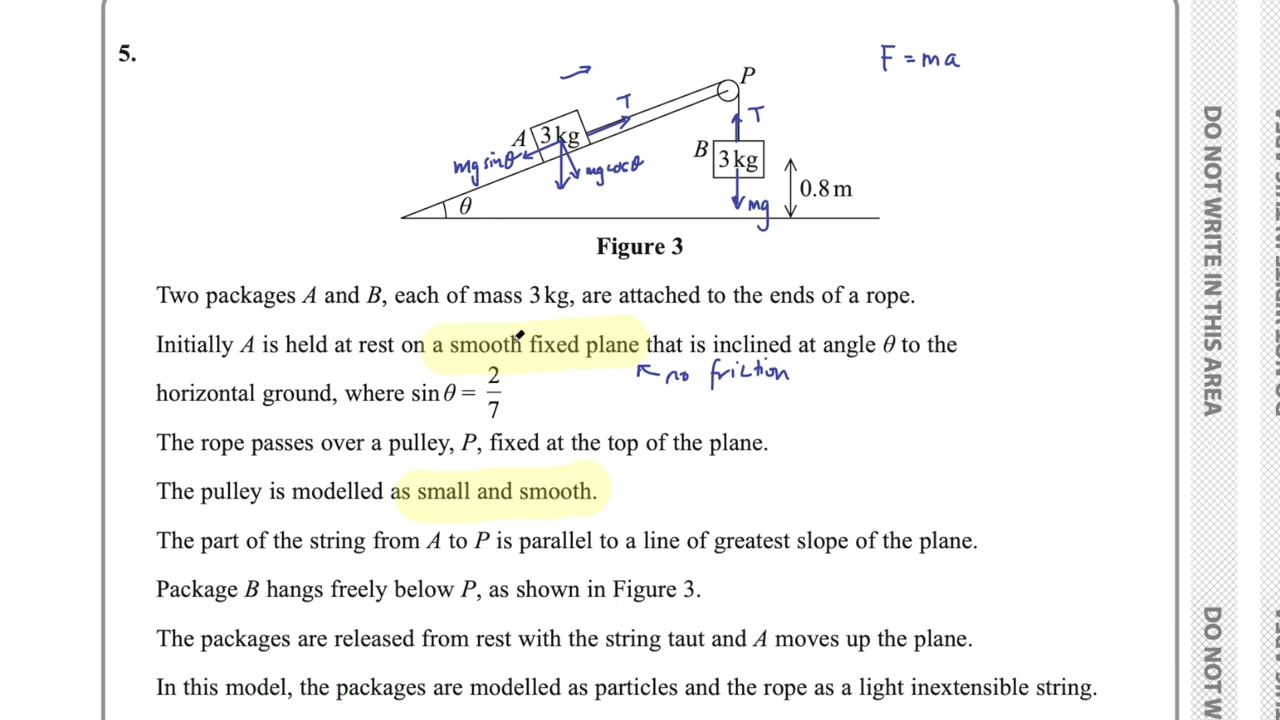 5.
F = ma
P
T
T
A 3 kg
B 3 kg
mg sinθ
mg cosθ
0.8 m
mg
θ
Figure 3
Two packages A and B, each of mass 3 kg, are attached to the ends of a rope.
Initially A is held at rest on a smooth fixed plane that is inclined at angle θ to the
no friction
horizontal ground, where sin θ = 2/7
The rope passes over a pulley, P, fixed at the top of the plane.
The pulley is modelled as small and smooth.
The part of the string from A to P is parallel to a line of greatest slope of the plane.
Package B hangs freely below P, as shown in Figure 3.
The packages are released from rest with the string taut and A moves up the plane.
In this model, the packages are modelled as particles and the rope as a light inextensible string.
DO NOT WRITE IN THIS AREA
DO NOT W